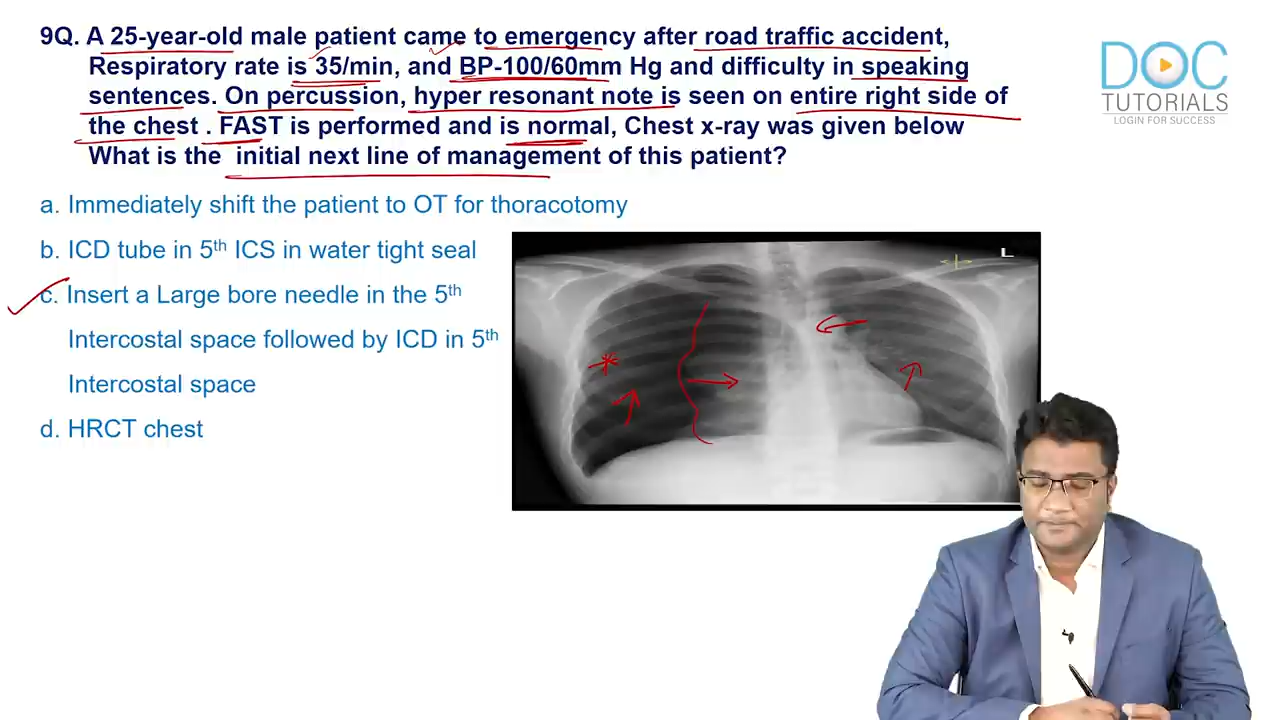 9Q. A 25-year-old male patient came to emergency after road traffic accident,
Respiratory rate is 35/min, and BP-100/60mm Hg and difficulty in speaking
sentences. On percussion, hyper resonant note is seen on entire right side of
the chest . FAST is performed and is normal, Chest x-ray was given below
What is the initial next line of management of this patient?
DOC
TUTORIALS
LOGIN FOR SUCCESS
a. Immediately shift the patient to OT for thoracotomy
b. ICD tube in 5th ICS in water tight seal
c. Insert a Large bore needle in the 5th
Intercostal space followed by ICD in 5th
Intercostal space
d. HRCT chest
L